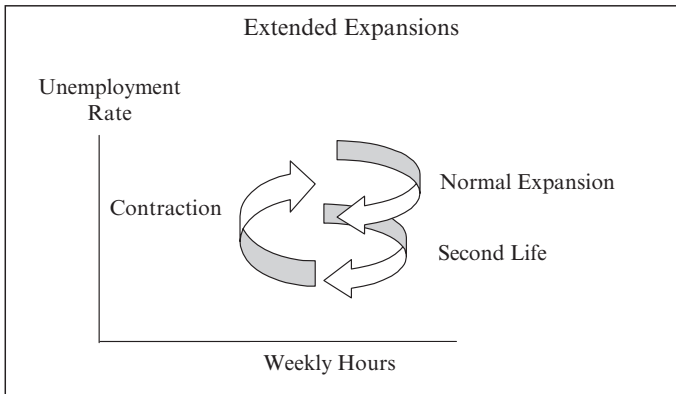 Extended Expansions
Unemployment
Rate
Normal Expansion
Contraction
Second Life
Weekly Hours